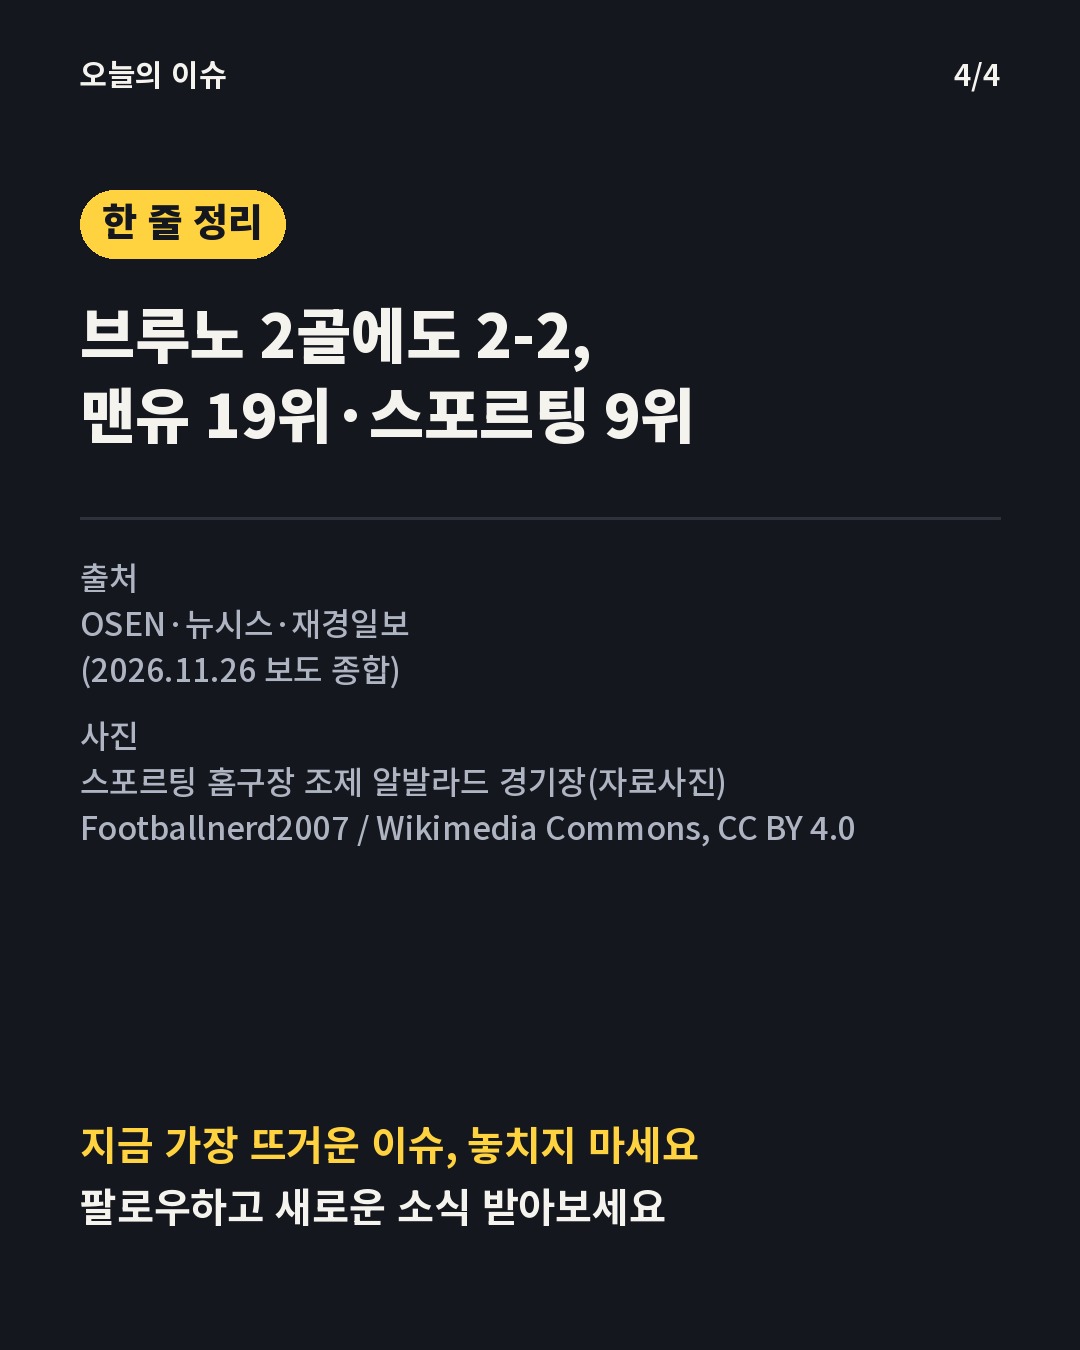 오늘의 이슈
4/4
한 줄 정리
브루노 2골에도 2-2,
맨유 19위·스포르팅 9위
출처
OSEN·뉴시스·재경일보
(2026.11.26 보도 종합)
사진
스포르팅 홈구장 조제 알발라드 경기장(자료사진)
Footballnerd2007 / Wikimedia Commons, CC BY 4.0
지금 가장 뜨거운 이슈, 놓치지 마세요
팔로우하고 새로운 소식 받아보세요